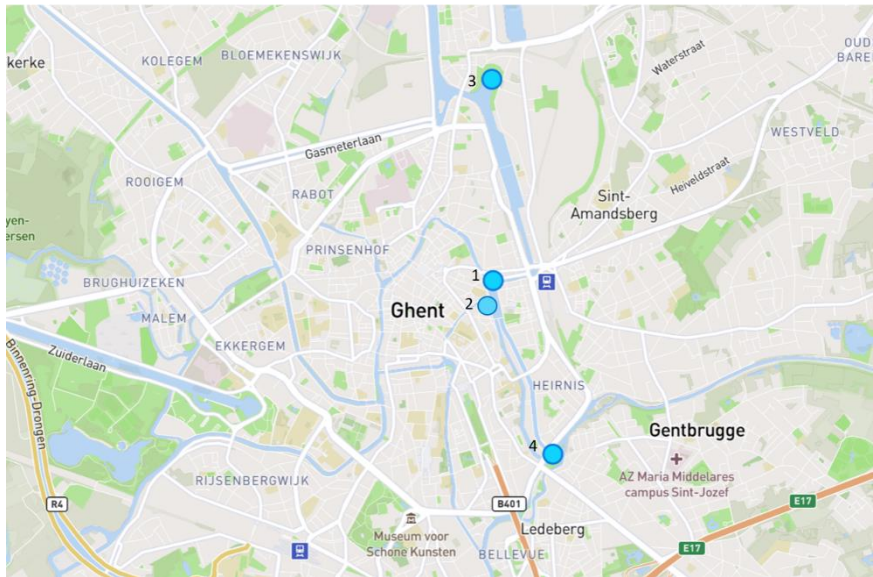 kerke
KOLEGEM
BLOEMEKENSWIJK
3
Waterstraat
OUD-
BAREN
WESTVELD
Gasmeterlaan
ROOIGEM
RABOT
Heiveldstraat
Sint-
Amandsberg
yen-
ersen
PRINSENHOF
BRUGHUIZEKEN
1
2
Ghent
MALEM
EKKERGEM
Zuiderlaan
Binnenring-Drongen
HEIRNIS
Gentbrugge
4
AZ Maria Middelares
campus Sint-Jozef
RIJSENBERGWIJK
R4
B401
E17
Museum voor
Schone Kunsten
Ledeberg
BELLEVUE
E17